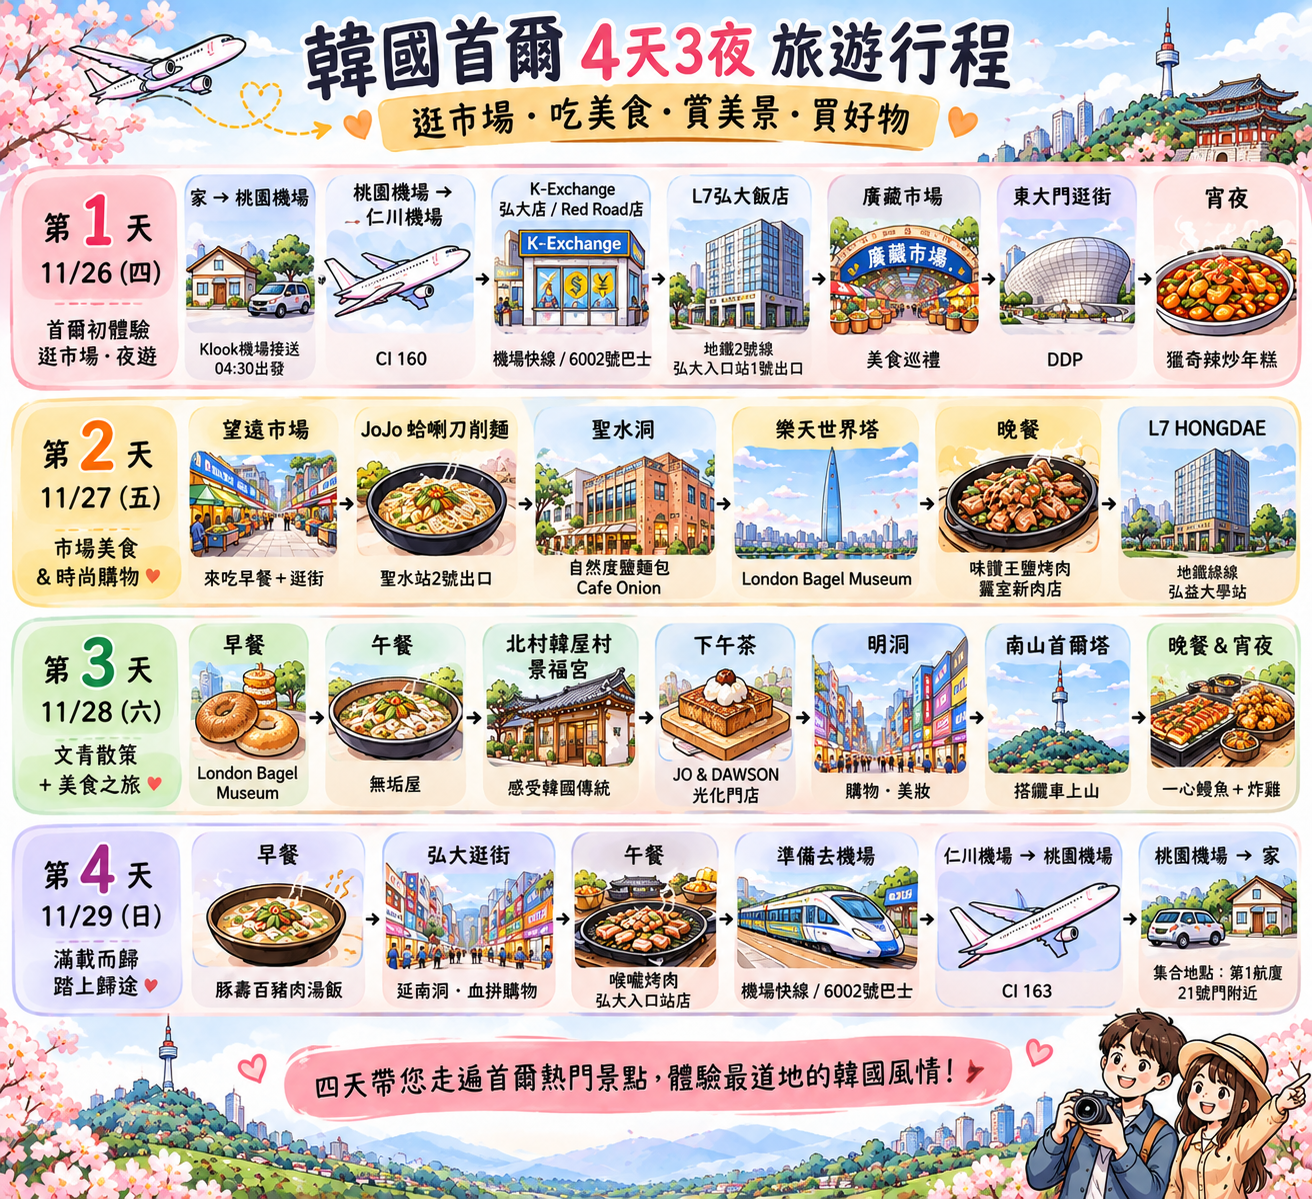 韓國首爾 4天3夜 旅遊行程
逛市場・吃美食・賞美景・買好物
第1天
11/26 (四)
首爾初體驗
逛市場・夜遊
家 → 桃園機場
Klook機場接送
04:30出發
桃園機場 →
→ 仁川機場
CI 160
K-Exchange
弘大店 / Red Road店
K-Exchange
機場快線 / 6002號巴士
L7弘大飯店
地鐵2號線
弘大入口站1號出口
廣藏市場
廣藏市場
美食巡禮
東大門逛街
DDP
宵夜
獵奇辣炒年糕
第2天
11/27 (五)
市場美食
& 時尚購物
望遠市場
來吃早餐 + 逛街
JoJo 蛤唎刀削麵
聖水站2號出口
聖水洞
自然度鹽麵包
Cafe Onion
樂天世界塔
London Bagel Museum
晚餐
味讚王鹽烤肉
室新肉店
L7 HONGDAE
地鐵綠線
弘益大學站
第3天
11/28 (六)
文青散策
+ 美食之旅
早餐
London Bagel
Museum
午餐
無垢屋
北村韓屋村
景福宮
感受韓國傳統
下午茶
JO & DAWSON
光化門店
明洞
購物・美妝
南山首爾塔
搭纜車上山
晚餐 & 宵夜
一心鰻魚 + 炸雞
第4天
11/29 (日)
滿載而歸
踏上歸途
早餐
豚壽百豬肉湯飯
弘大逛街
延南洞・血拼購物
午餐
喉嚨烤肉
弘大入口站店
準備去機場
機場快線 / 6002號巴士
仁川機場 → 桃園機場
CI 163
桃園機場 → 家
集合地點：第1航廈
21號門附近
四天帶您走遍首爾熱門景點，體驗最道地的韓國風情！